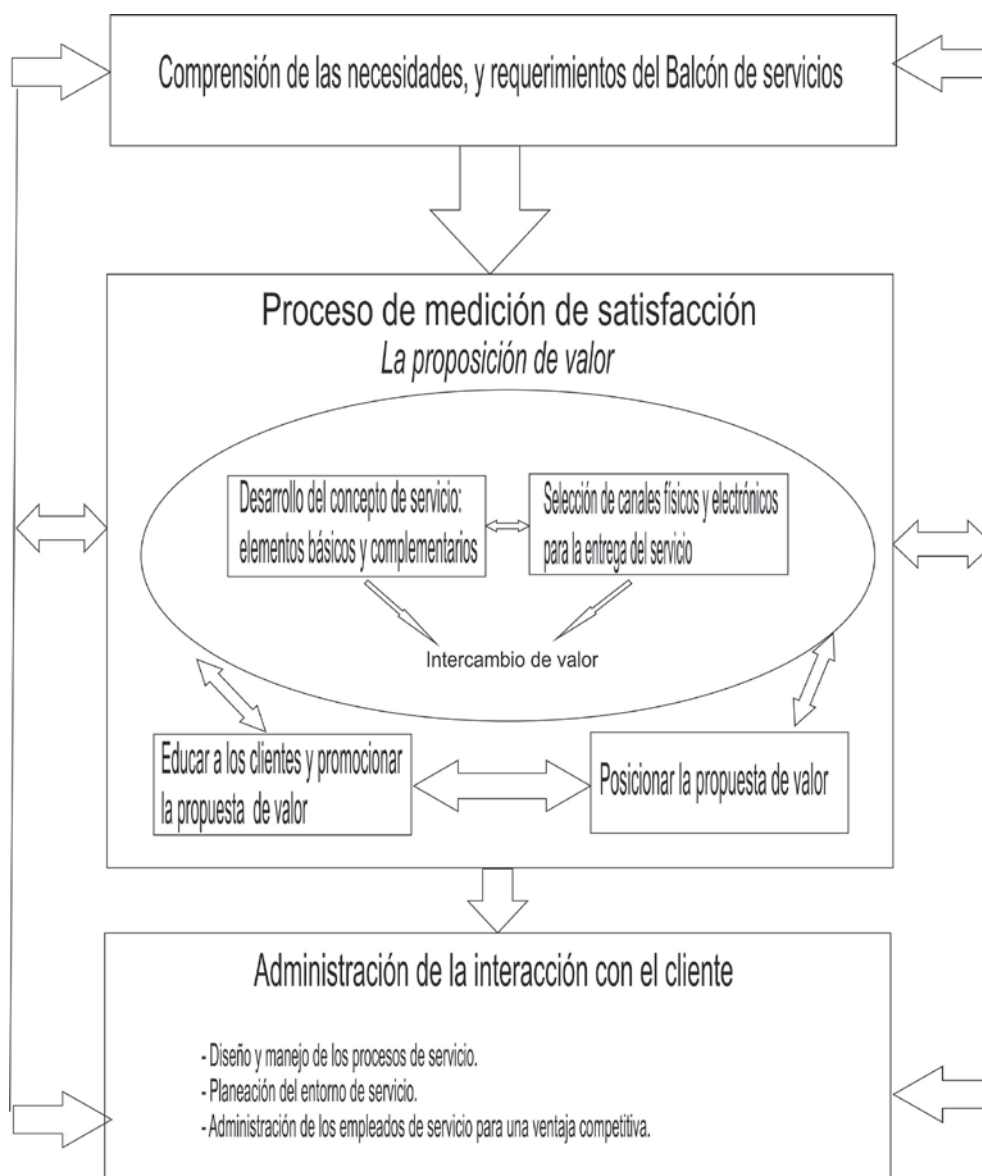 Comprensión de las necesidades, y requerimientos del Balcón de servicios
Proceso de medición de satisfacción
La proposición de valor
Desarrollo del concepto de servicio:
elementos básicos y complementarios
Selección de canales físicos y electrónicos
para la entrega del servicio
Intercambio de valor
Educar a los clientes y promocionar
la propuesta de valor
Posicionar la propuesta de valor
Administración de la interacción con el cliente
- Diseño y manejo de los procesos de servicio.
- Planeación del entorno de servicio.
- Administración de los empleados de servicio para una ventaja competitiva.